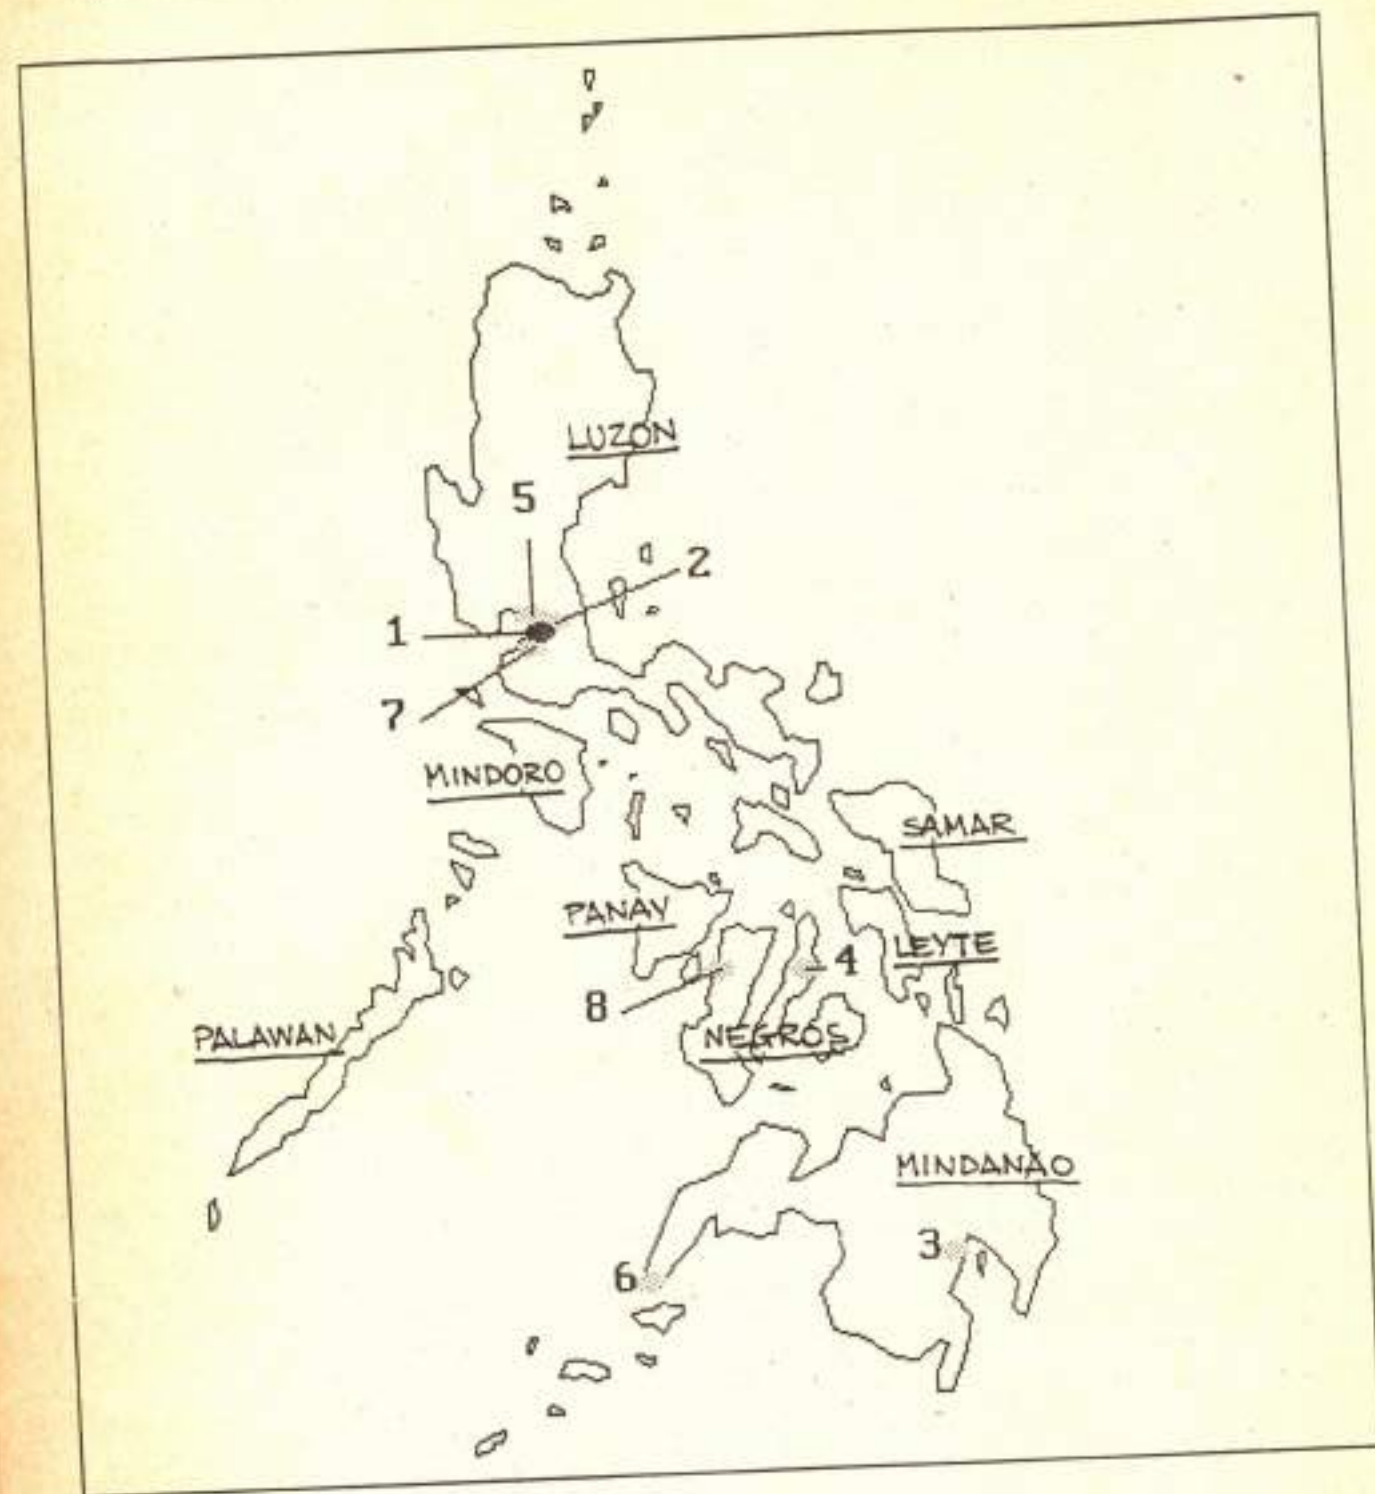 LUZON
5
2
1
7
MINDORO
SAMAR
PANAY
LEYTE
4
8
PALAWAN
NEGROS
MINDANAO
3
6